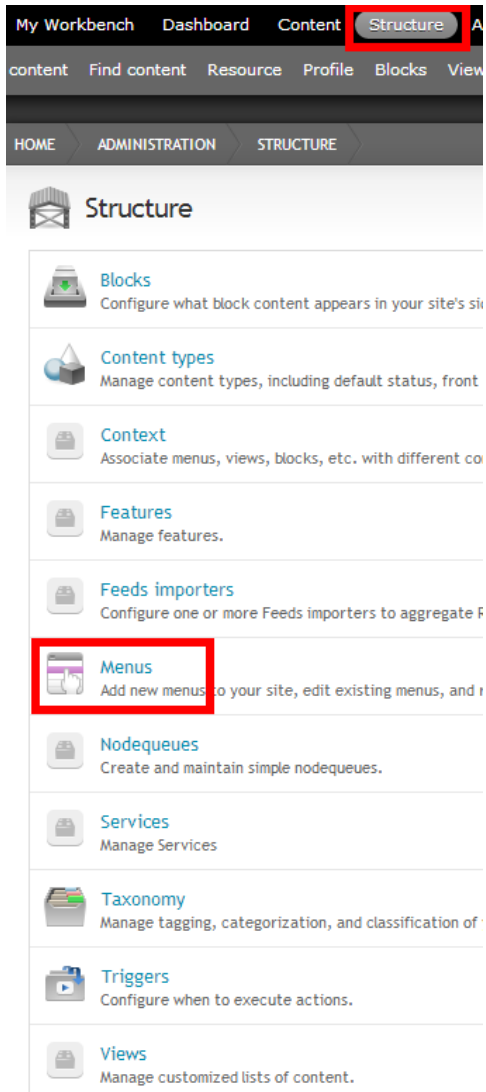 My Workbench Dashboard Content Structure A
content Find content Resource Profile Blocks View
HOME ADMINISTRATION STRUCTURE
Structure
Blocks
Configure what block content appears in your site's si
Content types
Manage content types, including default status, front
Context
Associate menus, views, blocks, etc. with different co
Features
Manage features.
Feeds importers
Configure one or more Feeds importers to aggregate R
Menus
Add new menus to your site, edit existing menus, and r
Nodequeues
Create and maintain simple nodequeues.
Services
Manage Services
Taxonomy
Manage tagging, categorization, and classification of
Triggers
Configure when to execute actions.
Views
Manage customized lists of content.